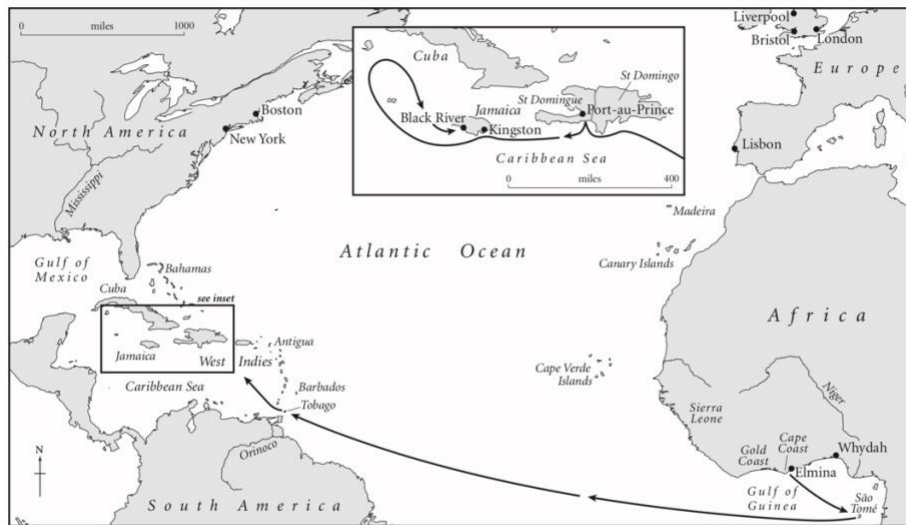 0 miles 1000
North America
Boston
New York
Mississippi
Gulf of
Mexico
Bahamas
Cuba
see inset
Jamaica
West Indies
Antigua
Caribbean Sea
Barbados
Tobago
Orinoco
N
South America
Atlantic Ocean
Cuba
St Domingo
St Domingue
Port-au-Prince
Jamaica
Black River
Kingston
Caribbean Sea
0 miles 400
Liverpool
Bristol
London
Europe
Lisbon
Madeira
Canary Islands
Africa
Cape Verde
Islands
Niger
Sierra
Leone
Gold
Coast
Cape
Coast
Whydah
Elmina
Gulf of
Guinea
São
Tomé